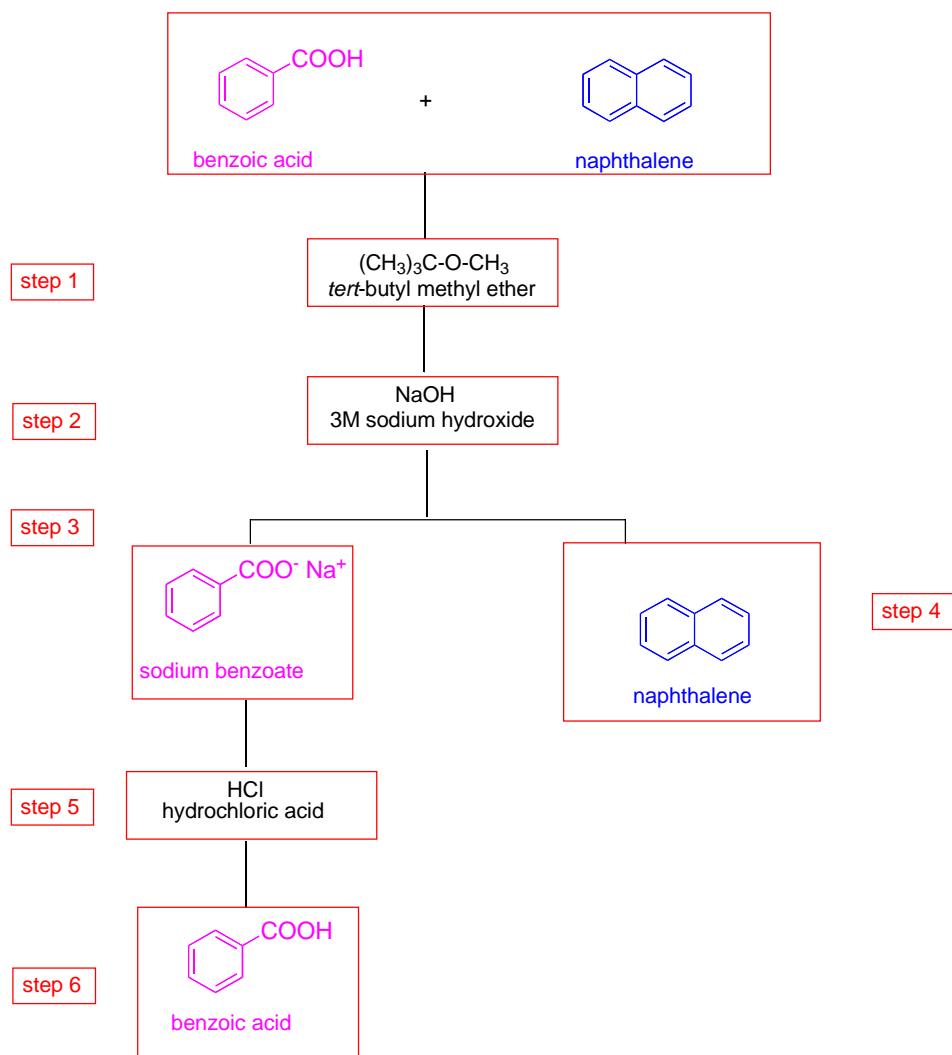 COOH
+
benzoic acid
naphthalene
step 1
(CH₃)₃C-O-CH₃
tert-butyl methyl ether
step 2
NaOH
3M sodium hydroxide
step 3
COO⁻ Na⁺
sodium benzoate
step 4
naphthalene
step 5
HCl
hydrochloric acid
step 6
COOH
benzoic acid